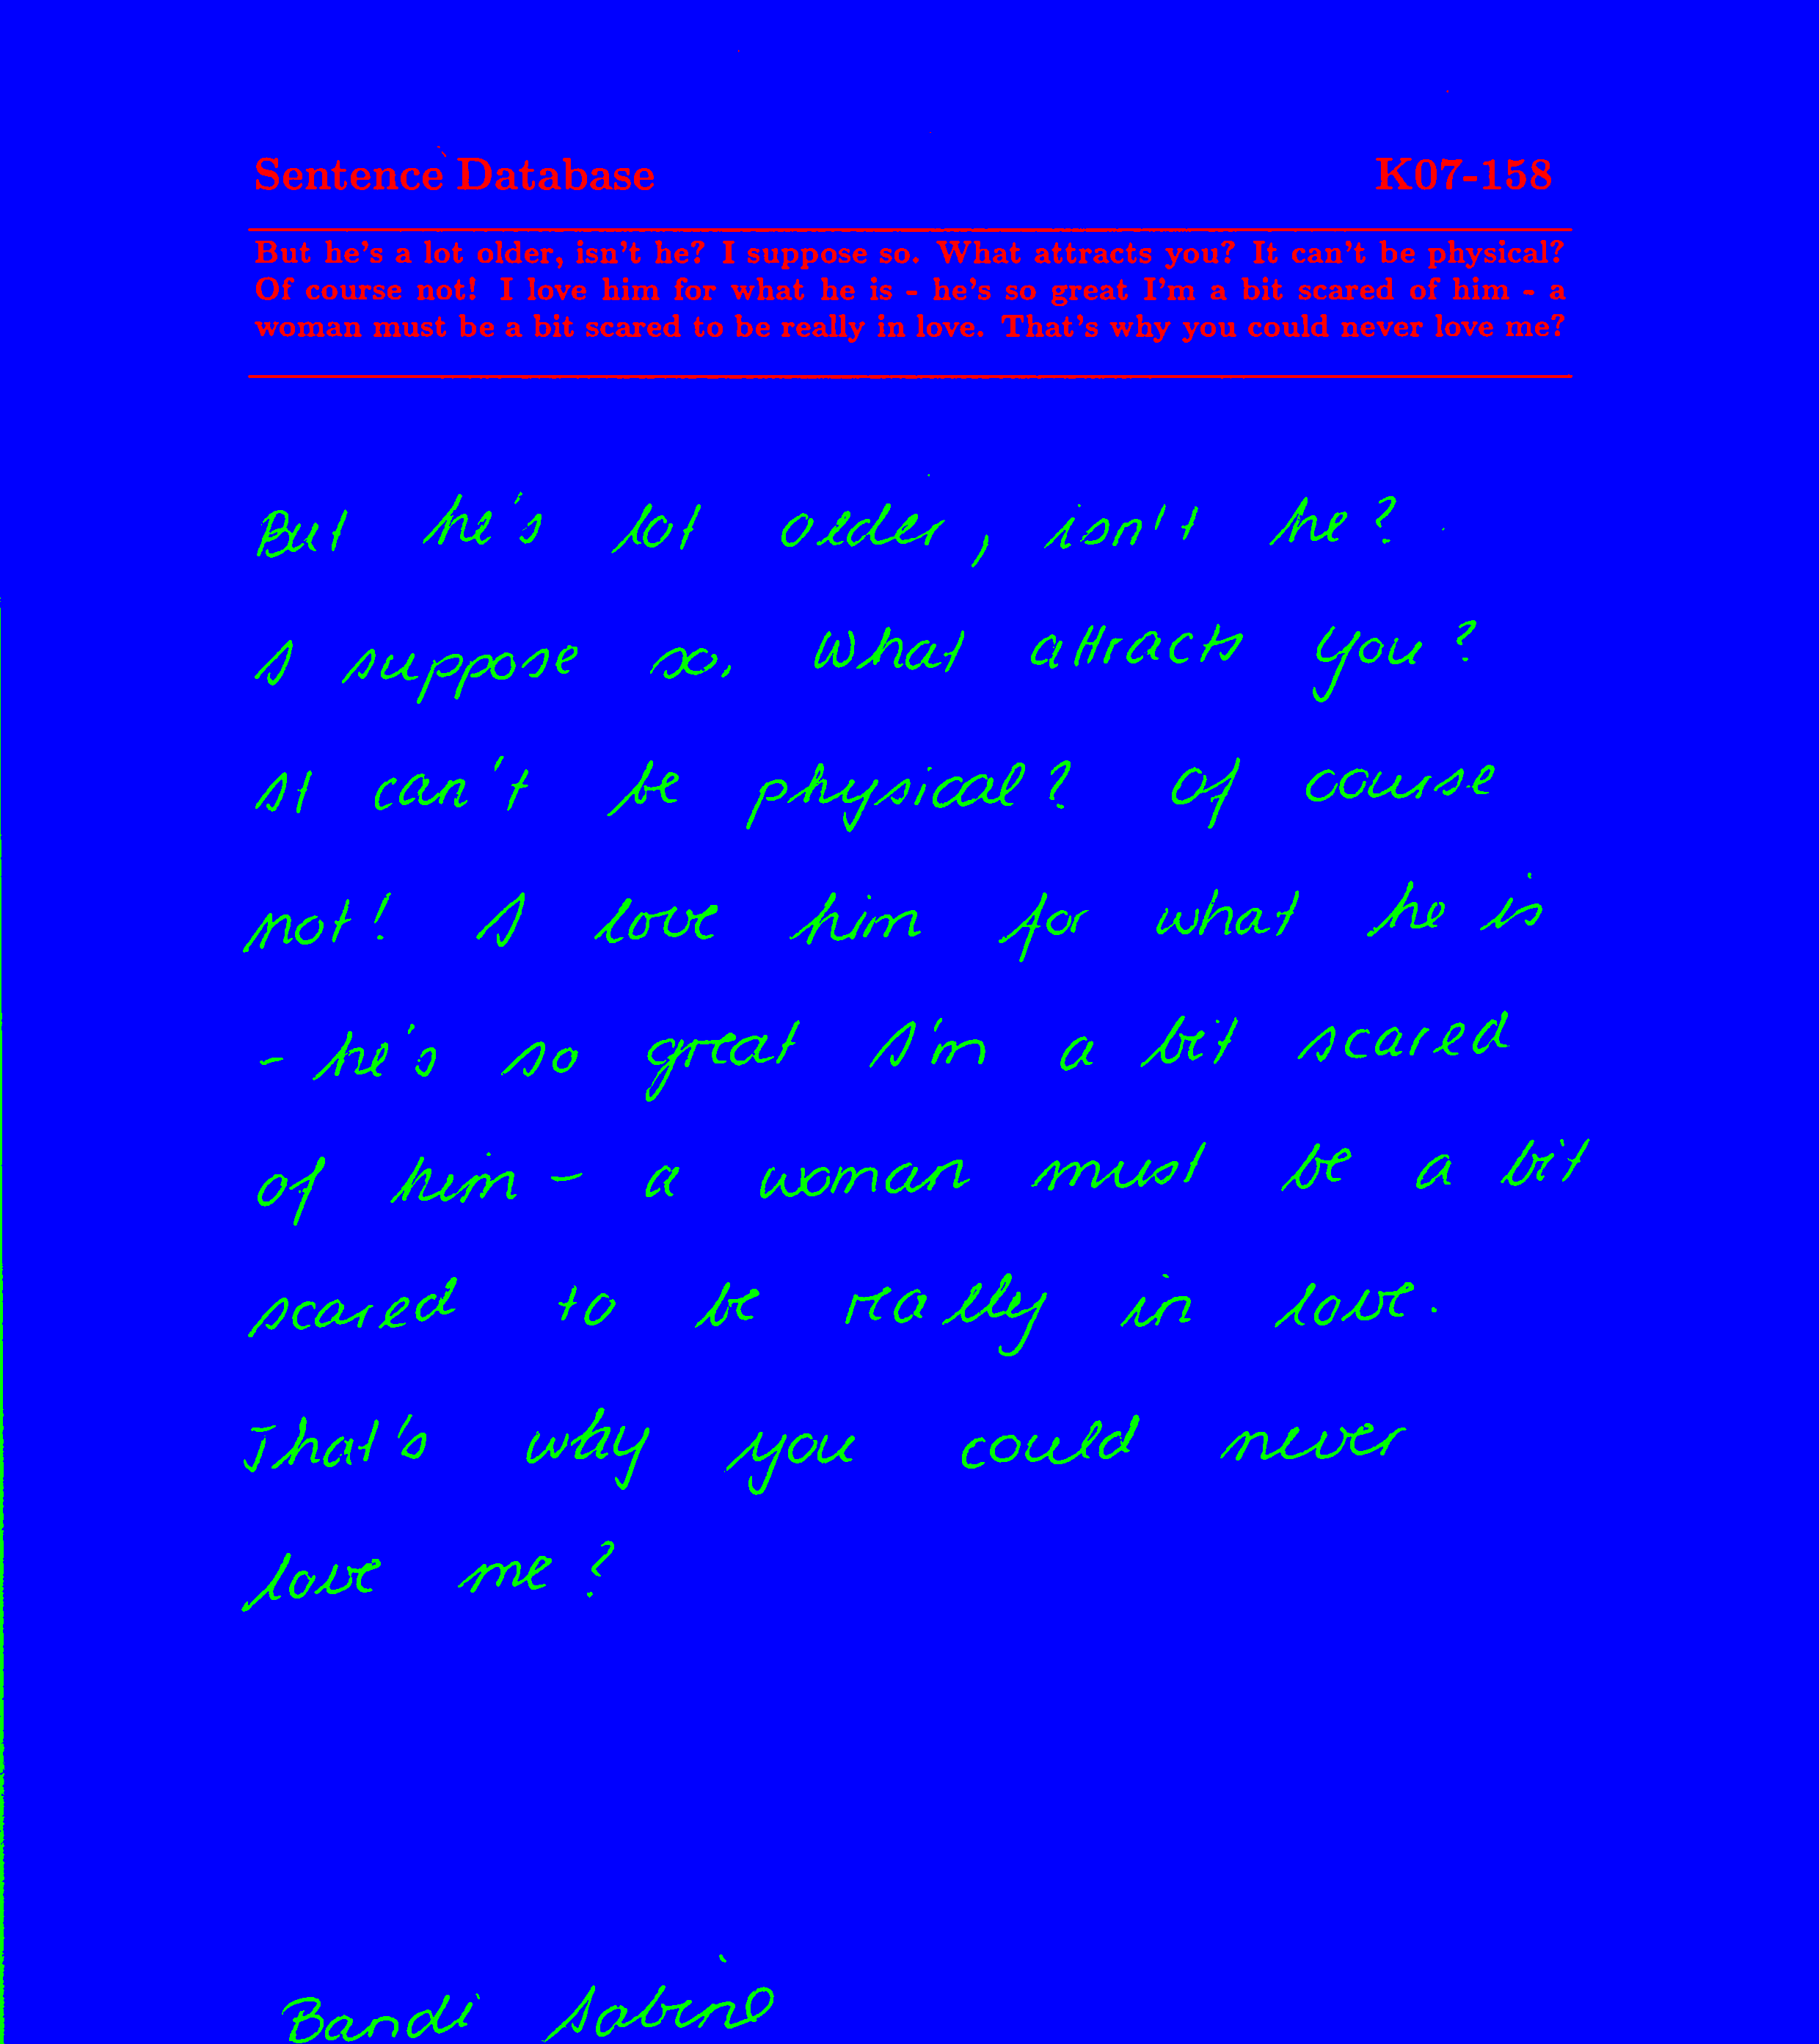 Sentence Database K07-158
But he's a lot older, isn't he? I suppose so. What attracts you? It can't be physical?
Of course not! I love him for what he is - he's so great I'm a bit scared of him - a
woman must be a bit scared to be really in love. That's why you could never love me?
But he's lot older, isn't he?
I suppose so. What attracts you?
It can't be physical? Of course
not! I love him for what he is
- he's so great I'm a bit scared
of him - a woman must be a bit
scared to be really in love.
That's why you could never
love me?
Bandi Sabine